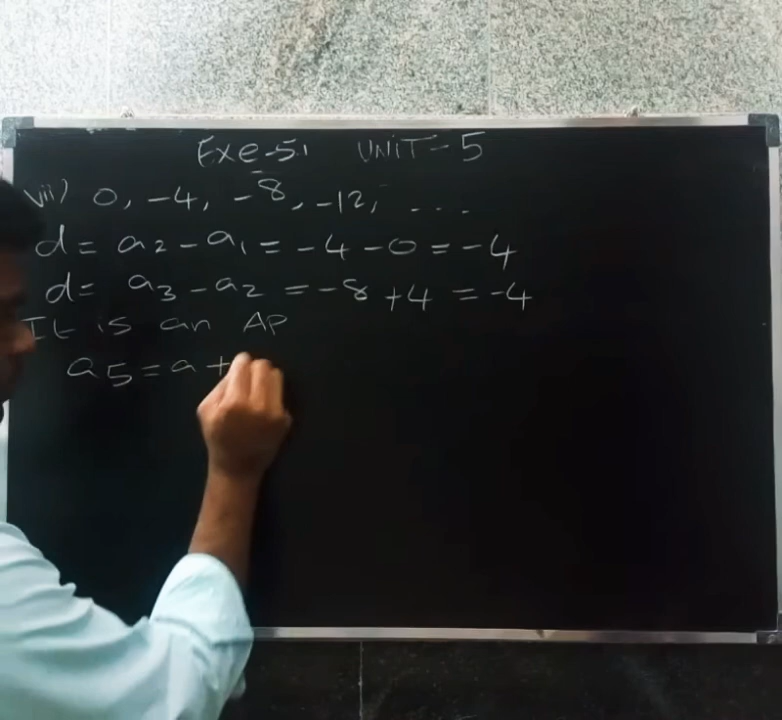 Exe-5.1 UNIT-5
vii) 0, -4, -8, -12, ....
d = a2 - a1 = -4 - 0 = -4
d = a3 - a2 = -8 + 4 = -4
It is an AP
a5 = a +